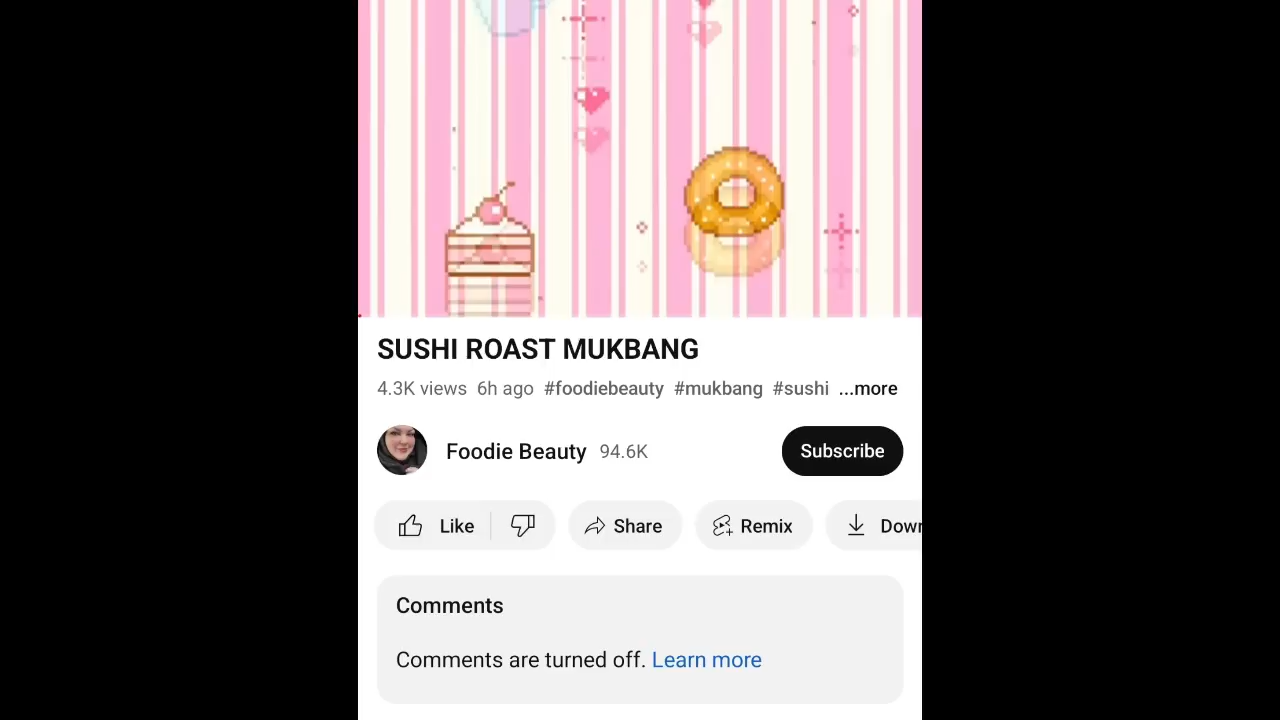 SUSHI ROAST MUKBANG
4.3K views 6h ago #foodiebeauty #mukbang #sushi ...more
Foodie Beauty 94.6K Subscribe
Like Share Remix Down
Comments
Comments are turned off. Learn more